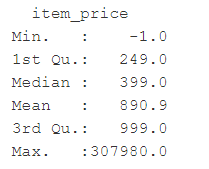 item_price
Min.   :    -1.0
1st Qu.:   249.0
Median :   399.0
Mean   :   890.9
3rd Qu.:   999.0
Max.   :307980.0